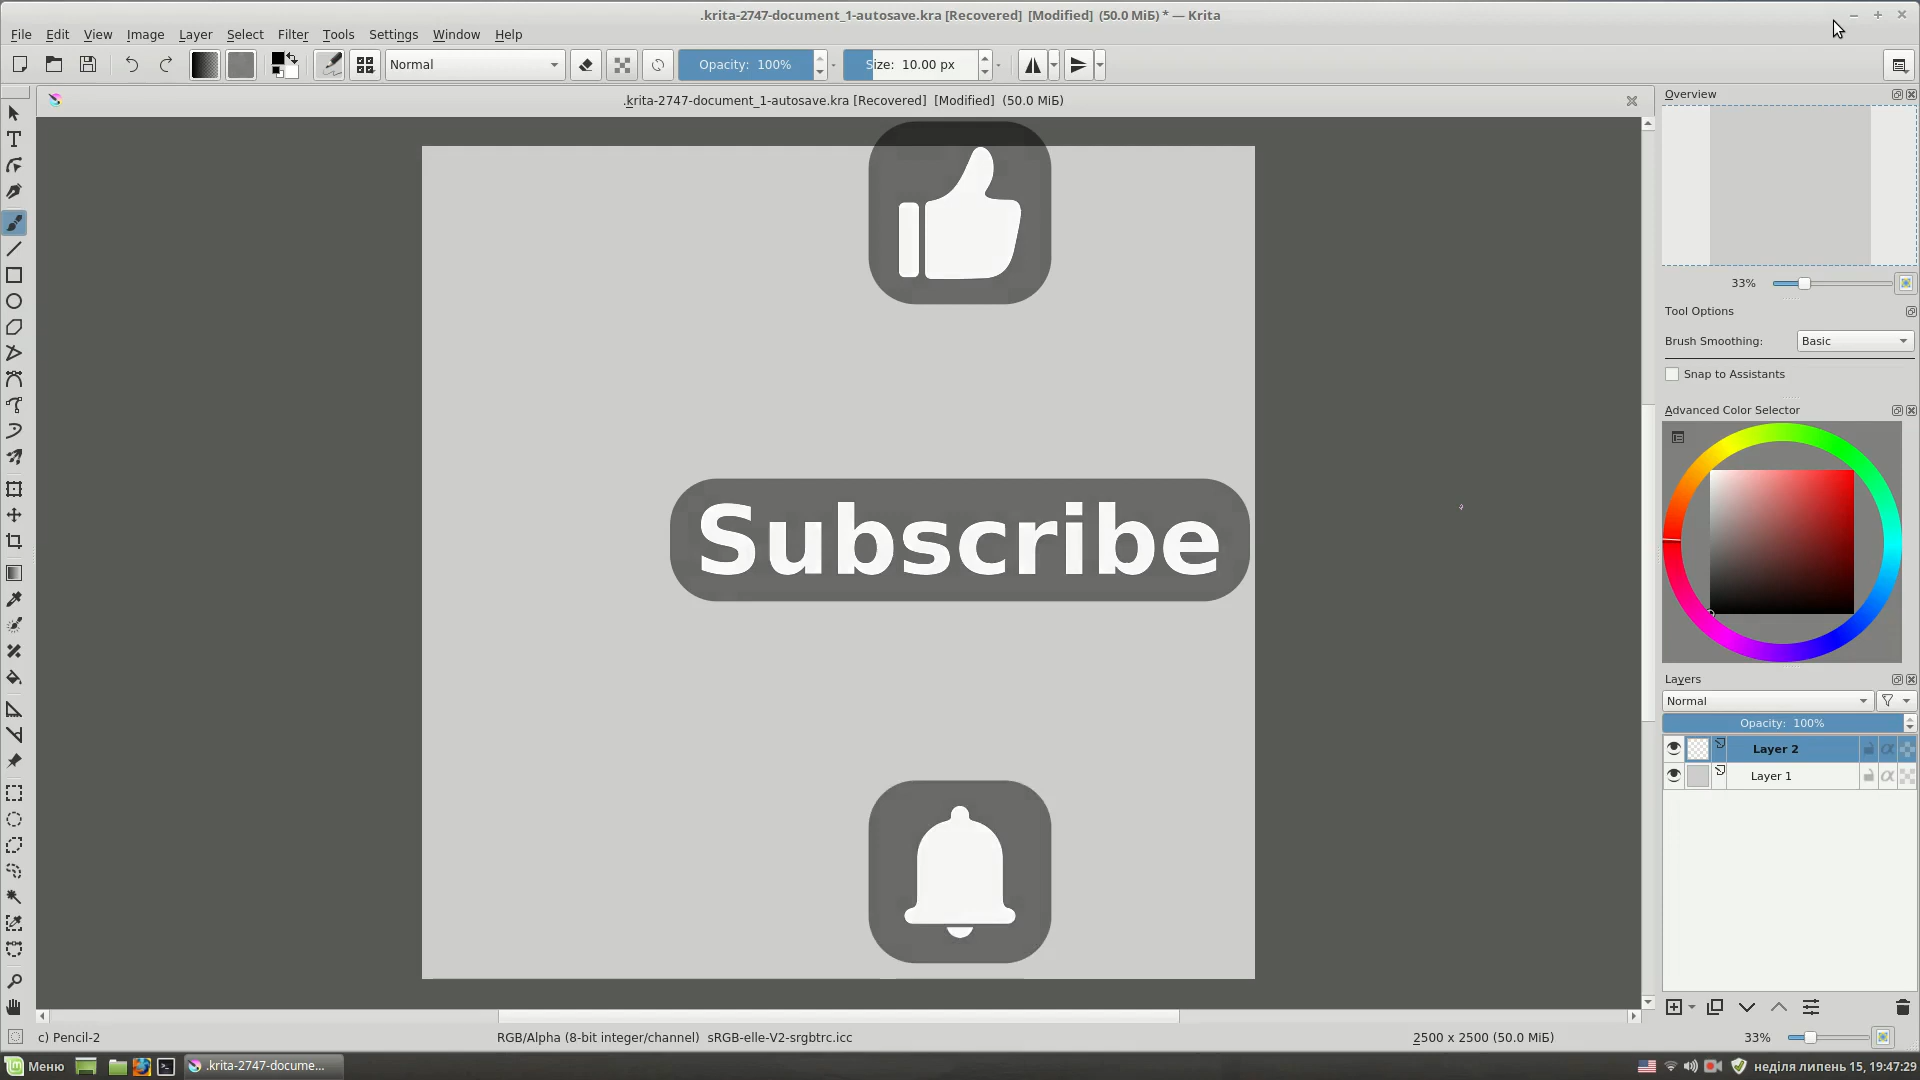 .krita-2747-document_1-autosave.kra [Recovered] [Modified] (50.0 МіБ) * — Krita
File Edit View Image Layer Select Filter Tools Settings Window Help
Normal Opacity: 100% Size: 10.00 px
.krita-2747-document_1-autosave.kra [Recovered] [Modified] (50.0 МіБ)
Overview
33%
Tool Options
Brush Smoothing: Basic
Snap to Assistants
Advanced Color Selector
Subscribe
Layers
Normal
Opacity: 100%
Layer 2
Layer 1
c) Pencil-2 RGB/Alpha (8-bit integer/channel) sRGB-elle-V2-srgbtrc.icc 2500 x 2500 (50.0 МіБ) 33%
Меню .krita-2747-docume... неділя липень 15, 19:47:29